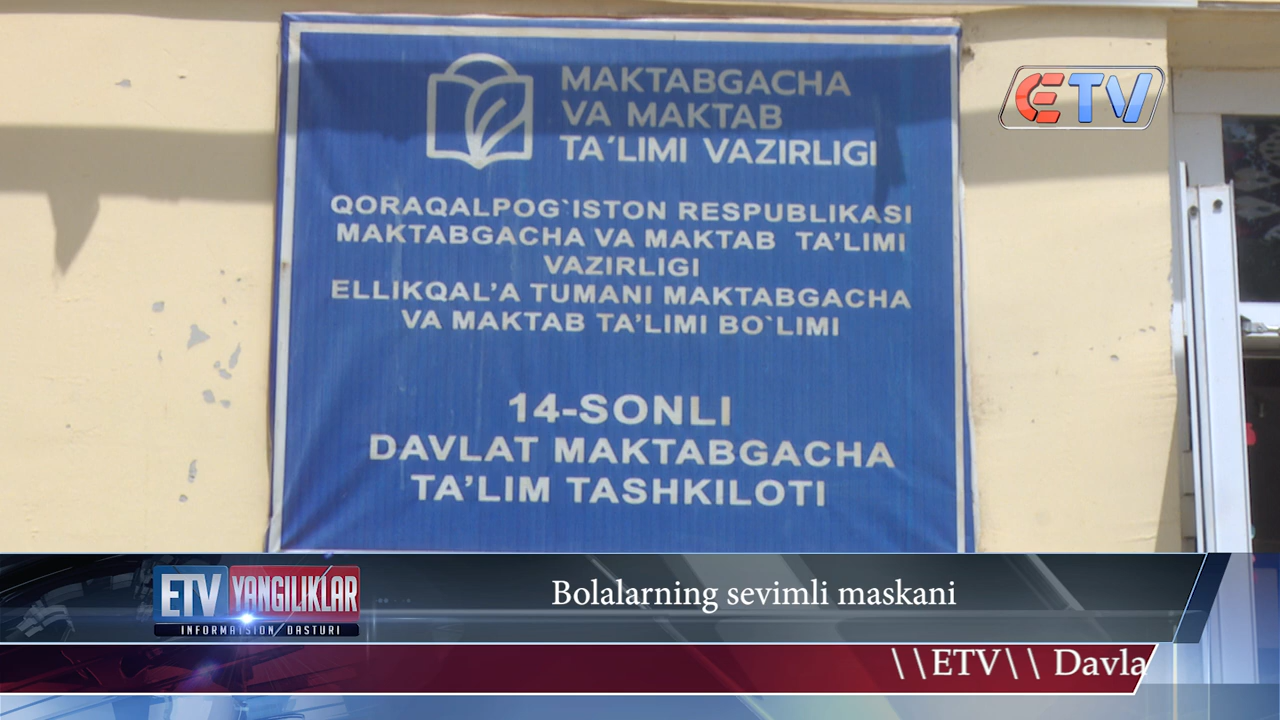 MAKTABGACHA
VA MAKTAB
TA´LIMI VAZIRLIGI
ETV
QORAQALPOG`ISTON RESPUBLIKASI
MAKTABGACHA VA MAKTAB TA’LIMI
VAZIRLIGI
ELLIKQAL’A TUMANI MAKTABGACHA
VA MAKTAB TA’LIMI BO`LIMI
14-SONLI
DAVLAT MAKTABGACHA
TA’LIM TASHKILOTI
ETV YANGILIKLAR
INFORMATSION DASTURI
Bolalarning sevimli maskani
\\ETV\\ Davla